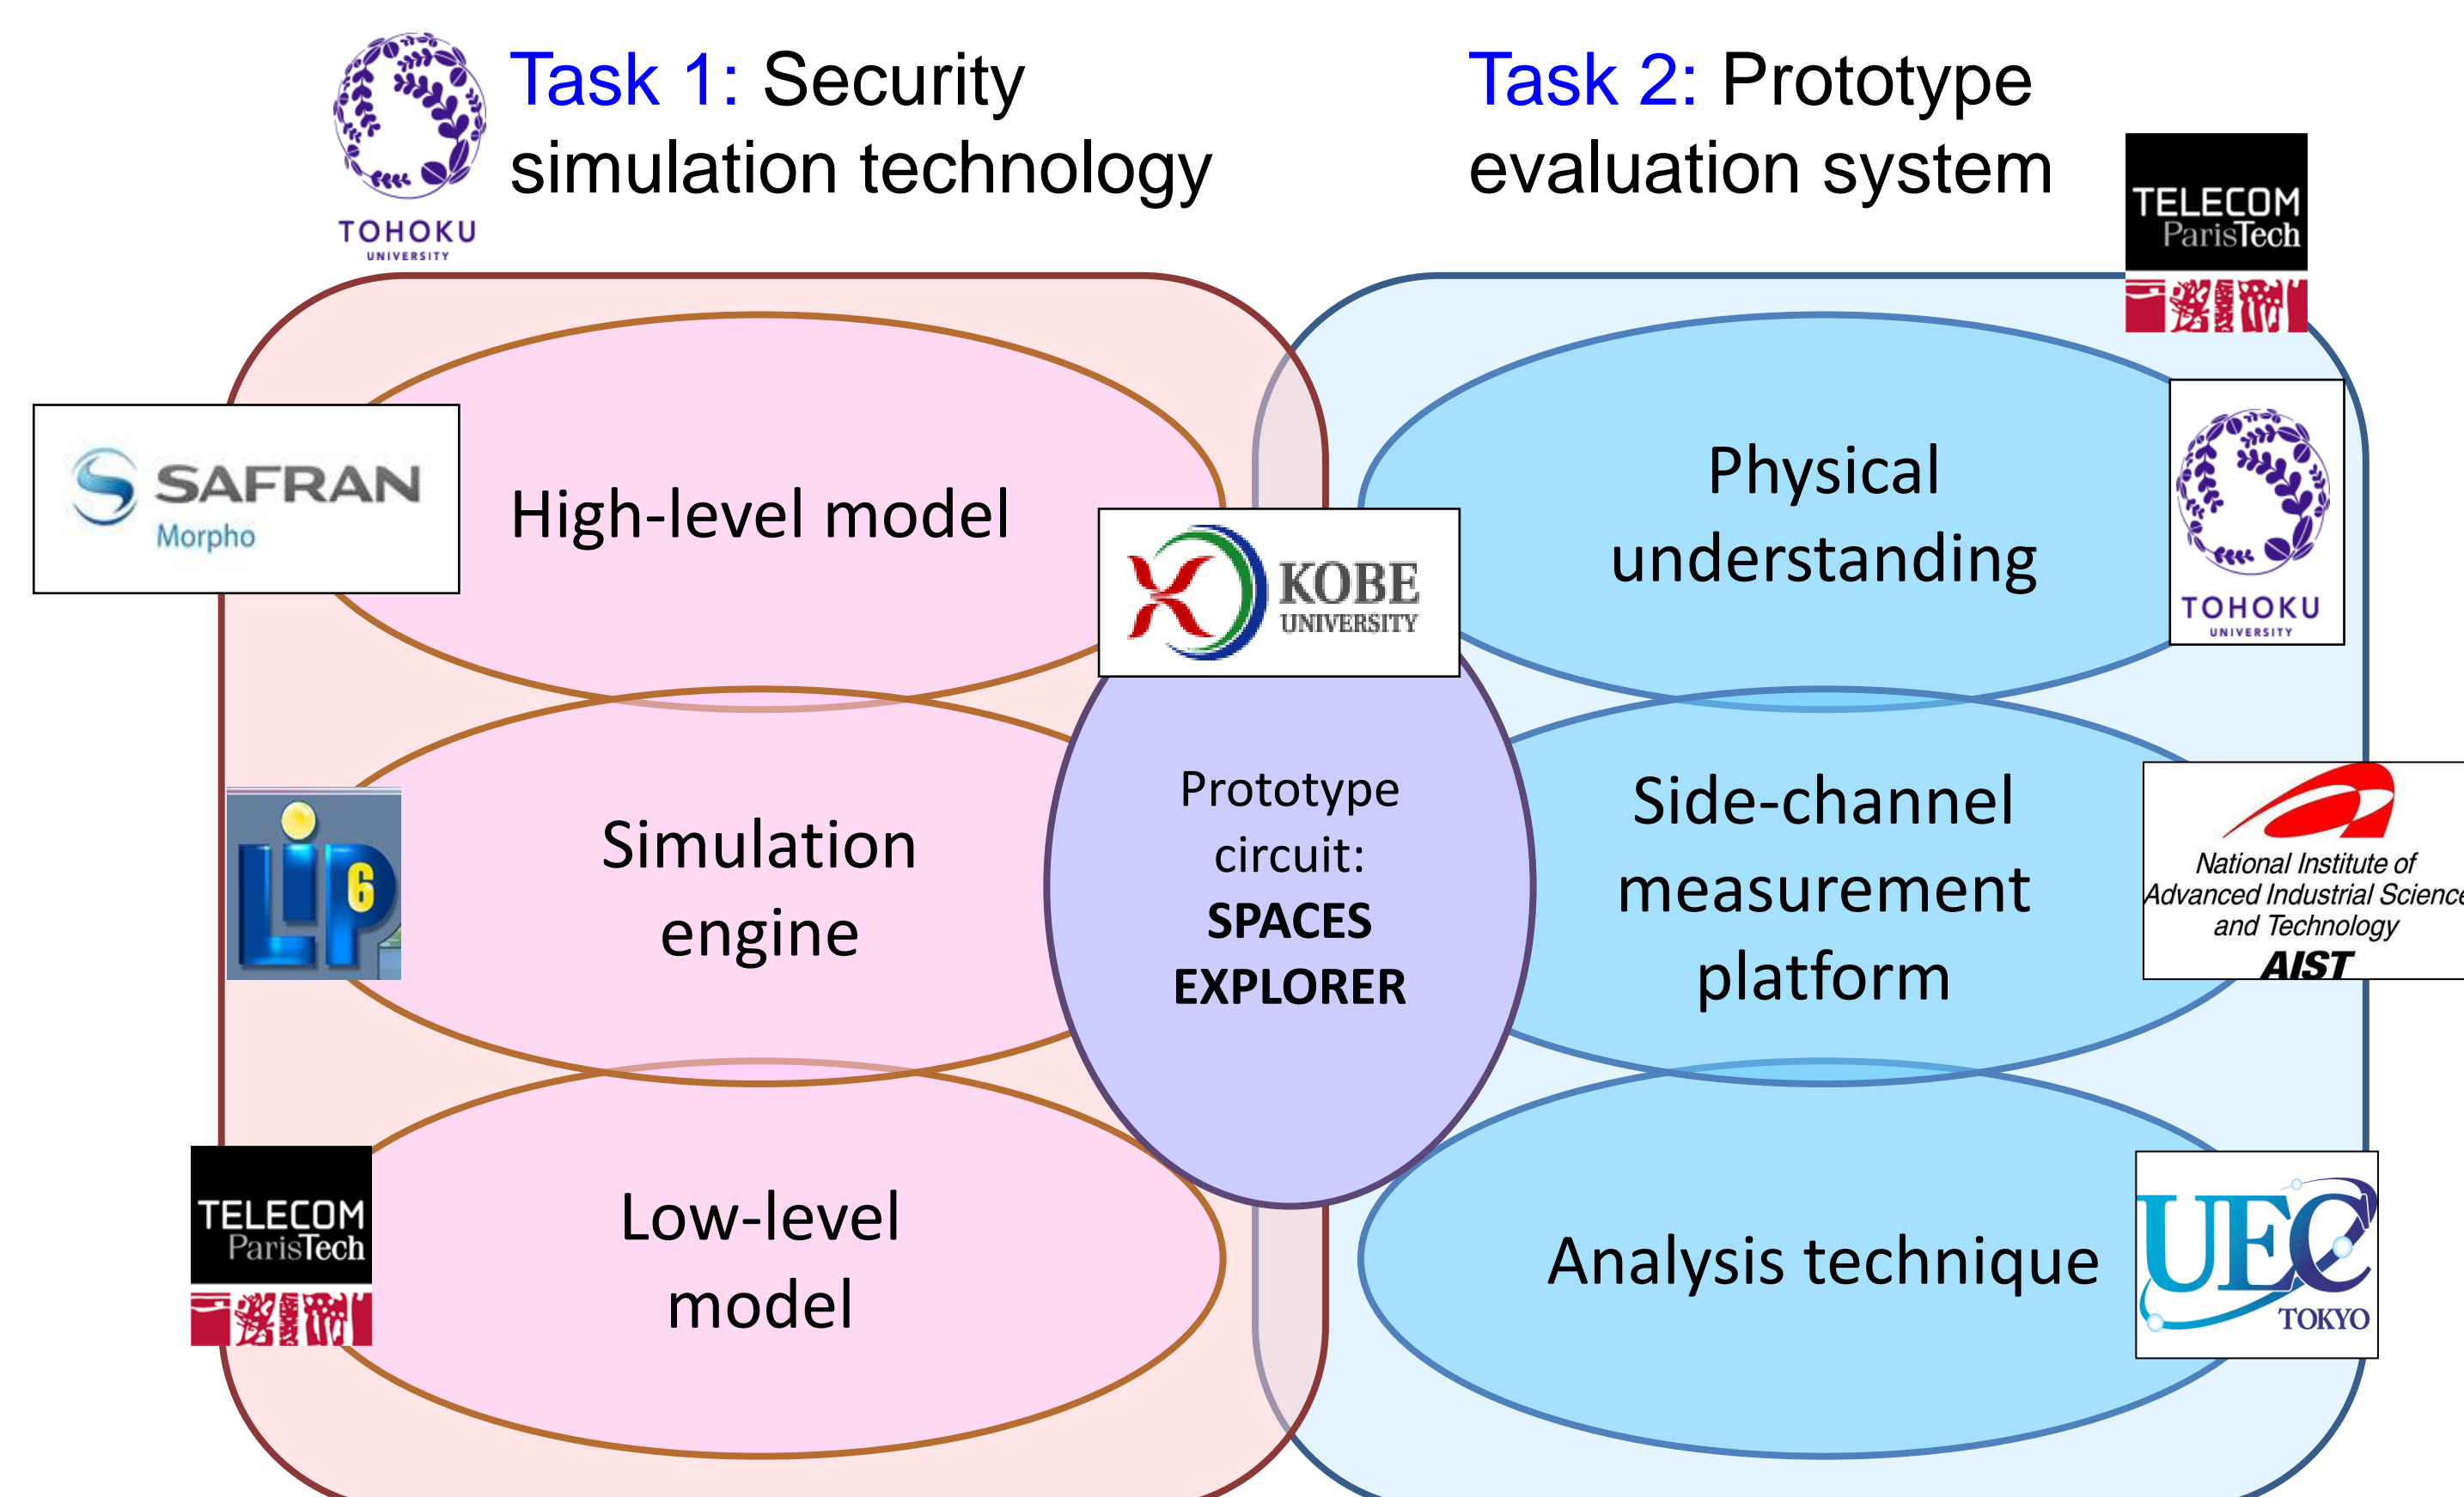 Task 1: Security
simulation technology
TOHOKU
UNIVERSITY
Task 2: Prototype
evaluation system
TELECOM
ParisTech
SAFRAN
Morpho
High-level model
KOBE
UNIVERSITY
Physical
understanding
TOHOKU
UNIVERSITY
LIP6
Simulation
engine
Prototype
circuit:
SPACES
EXPLORER
Side-channel
measurement
platform
National Institute of
Advanced Industrial Science
and Technology
AIST
TELECOM
ParisTech
Low-level
model
Analysis technique
UEC
TOKYO